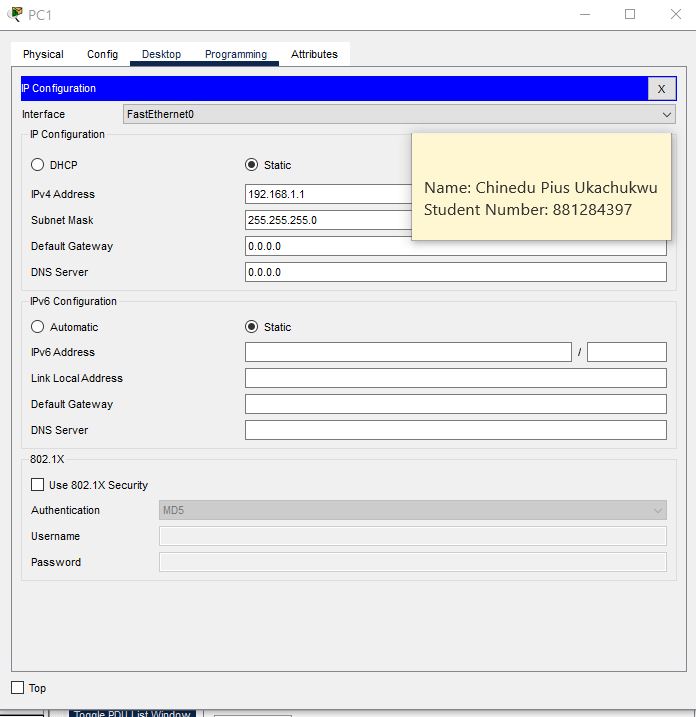 PC1
Physical Config Desktop Programming Attributes
IP Configuration X
Interface FastEthernet0
IP Configuration
DHCP Static
Name: Chinedu Pius Ukachukwu
IPv4 Address 192.168.1.1
Student Number: 881284397
Subnet Mask 255.255.255.0
Default Gateway 0.0.0.0
DNS Server 0.0.0.0
IPv6 Configuration
Automatic Static
IPv6 Address /
Link Local Address
Default Gateway
DNS Server
802.1X
Use 802.1X Security
Authentication MD5
Username
Password
Top
Toggle PDU List Window